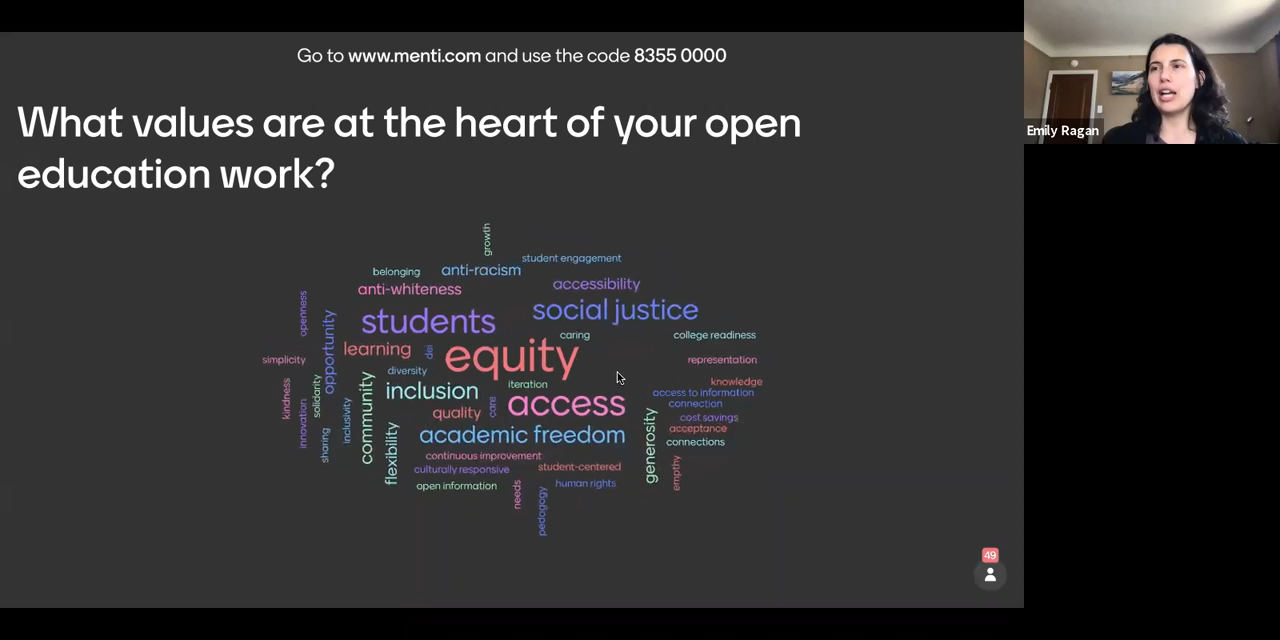 Go to www.menti.com and use the code 8355 0000
What values are at the heart of your open
education work?
growth
student engagement
belonging
anti-racism
accessibility
anti-whiteness
openness
opportunity
students
social justice
caring
college readiness
learning
dei
equity
simplicity
representation
diversity
knowledge
kindness
solidarity
community
inclusion
iteration
access to information
innovation
inclusivity
quality
care
access
connection
cost savings
sharing
flexibility
academic freedom
generosity
acceptance
connections
continuous improvement
culturally responsive
student-centered
empthy
open information
needs
human rights
pedagogy
49
Emily Ragan